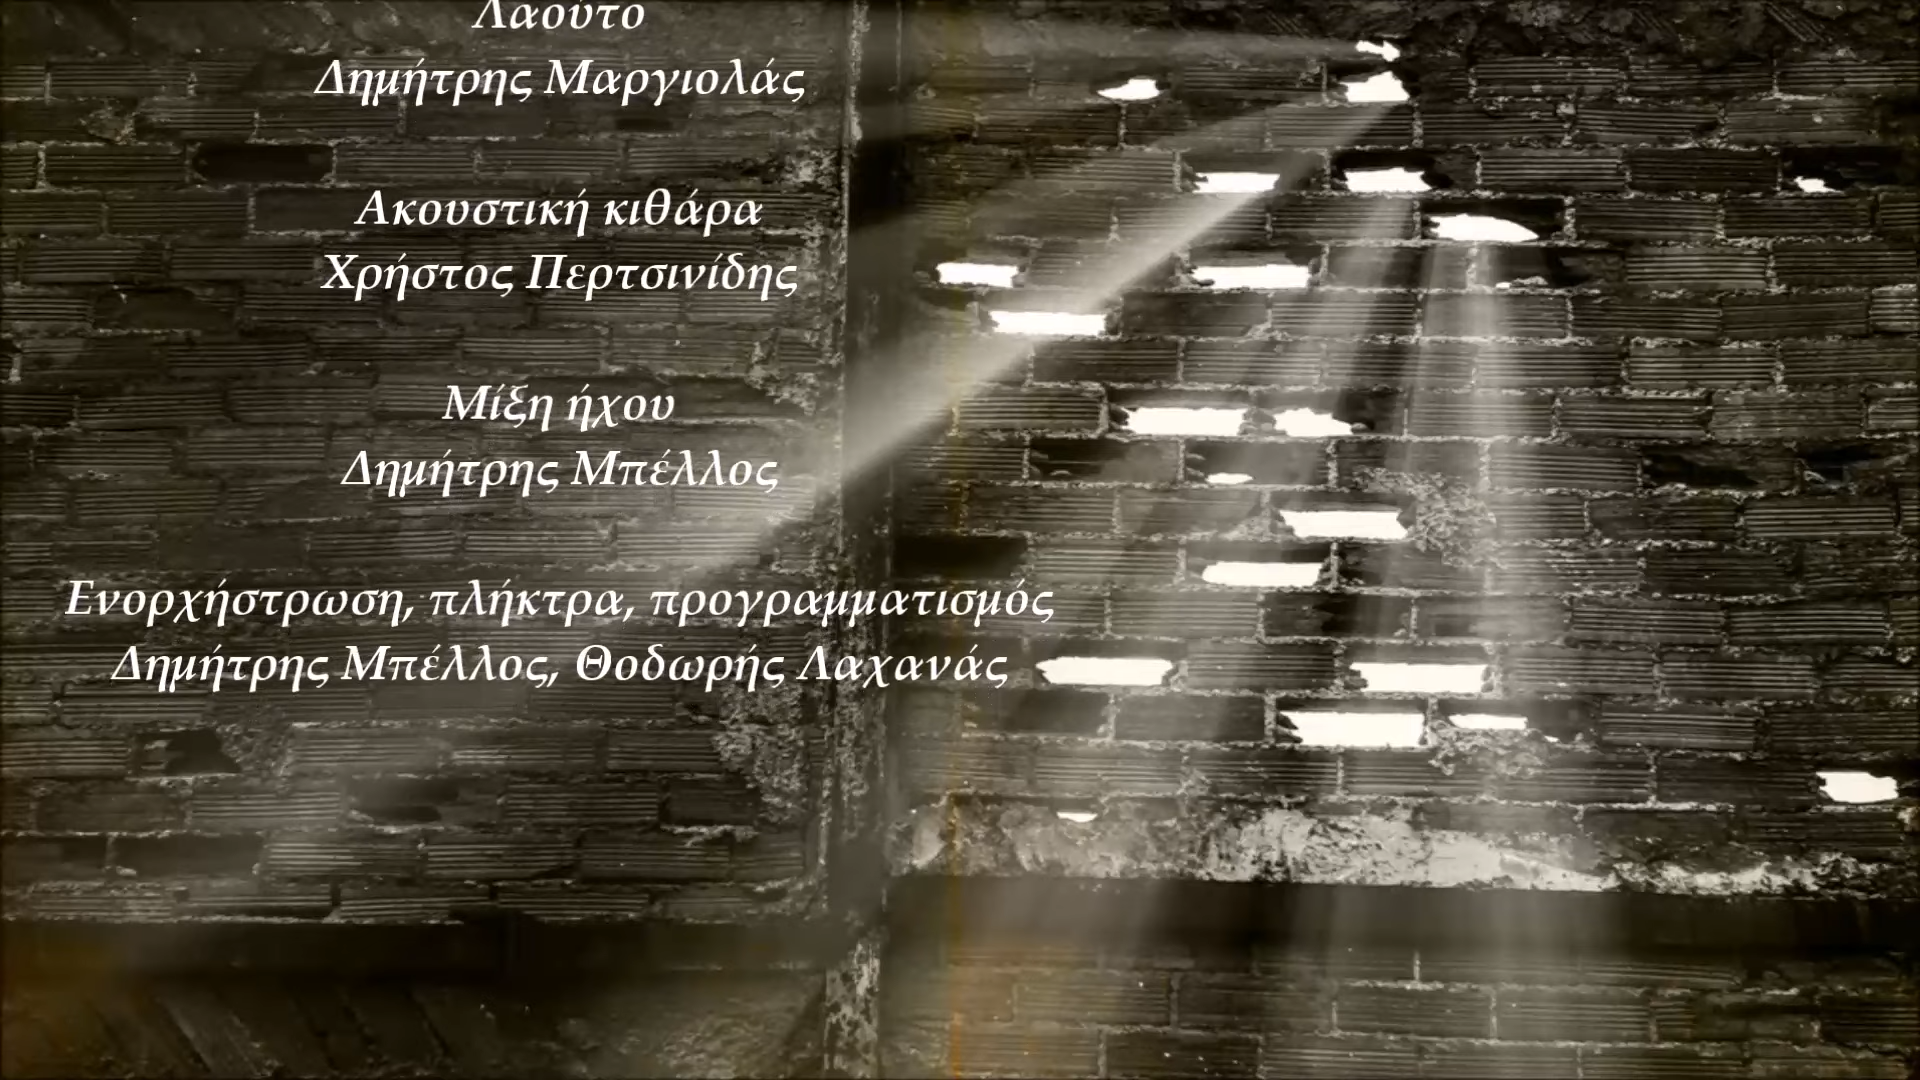 Λαούτο
Δημήτρης Μαργιολάς
Ακουστική κιθάρα
Χρήστος Περτσινίδης
Μίξη ήχου
Δημήτρης Μπέλλος
Ενορχήστρωση, πλήκτρα, προγραμματισμός
Δημήτρης Μπέλλος, Θοδωρής Λαχανάς